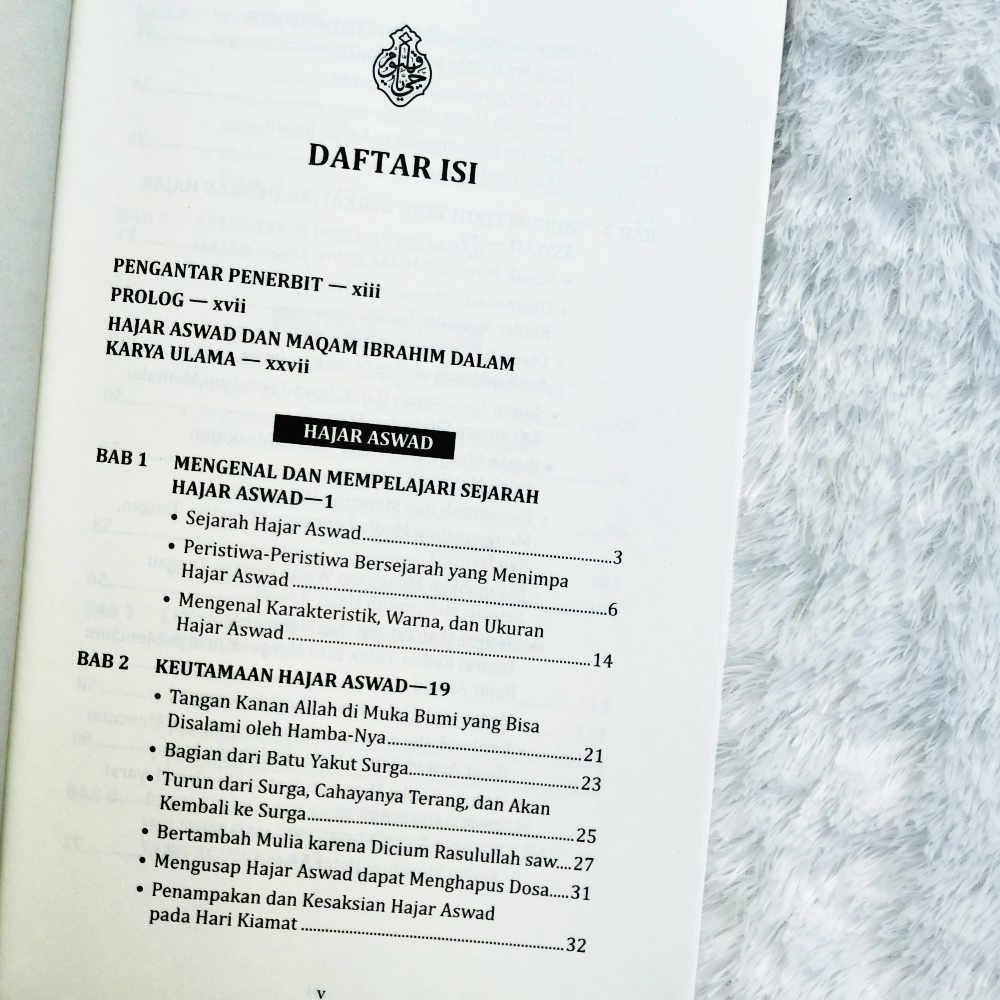 DAFTAR ISI
PENGANTAR PENERBIT — xiii
PROLOG — xvii
HAJAR ASWAD DAN MAQAM IBRAHIM DALAM
KARYA ULAMA — xxvii
HAJAR ASWAD
BAB 1 MENGENAL DAN MEMPELAJARI SEJARAH
HAJAR ASWAD—1
• Sejarah Hajar Aswad....................................................3
• Peristiwa-Peristiwa Bersejarah yang Menimpa
Hajar Aswad..................................................................6
• Mengenal Karakteristik, Warna, dan Ukuran
Hajar Aswad................................................................14
BAB 2 KEUTAMAAN HAJAR ASWAD—19
• Tangan Kanan Allah di Muka Bumi yang Bisa
Disalami oleh Hamba-Nya.........................................21
• Bagian dari Batu Yakut Surga...................................23
• Turun dari Surga, Cahayanya Terang, dan Akan
Kembali ke Surga........................................................25
• Bertambah Mulia karena Dicium Rasulullah saw....27
• Mengusap Hajar Aswad dapat Menghapus Dosa.....31
• Penampakan dan Kesaksian Hajar Aswad
pada Hari Kiamat.......................................................32
v